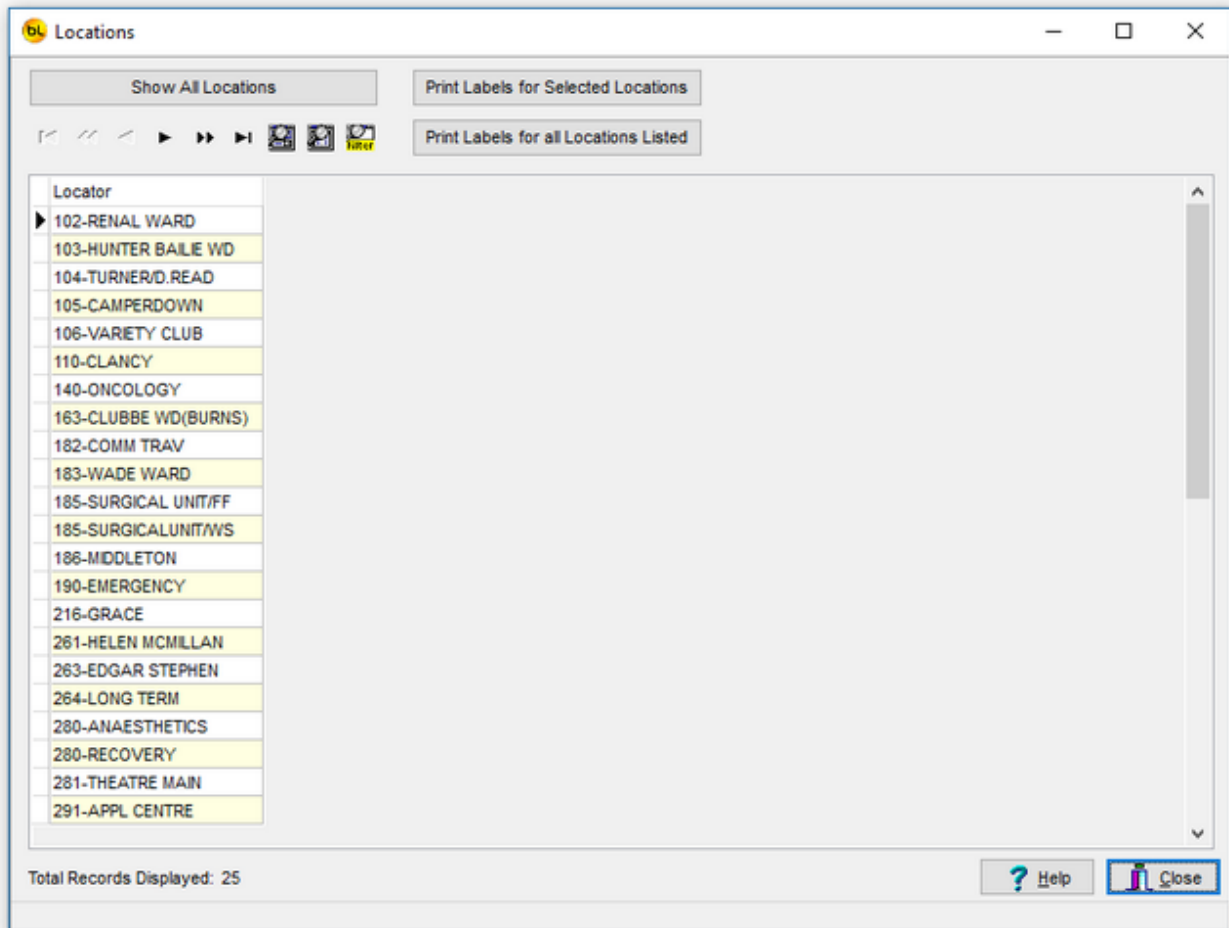 bL Locations
Show All Locations
Print Labels for Selected Locations
filter
Print Labels for all Locations Listed
Locator
102-RENAL WARD
103-HUNTER BAILIE WD
104-TURNER/D.READ
105-CAMPERDOWN
106-VARIETY CLUB
110-CLANCY
140-ONCOLOGY
163-CLUBBE WD(BURNS)
182-COMM TRAV
183-WADE WARD
185-SURGICAL UNIT/FF
185-SURGICALUNIT/WS
186-MIDDLETON
190-EMERGENCY
216-GRACE
261-HELEN MCMILLAN
263-EDGAR STEPHEN
264-LONG TERM
280-ANAESTHETICS
280-RECOVERY
281-THEATRE MAIN
291-APPL CENTRE
Total Records Displayed: 25
? Help
Close